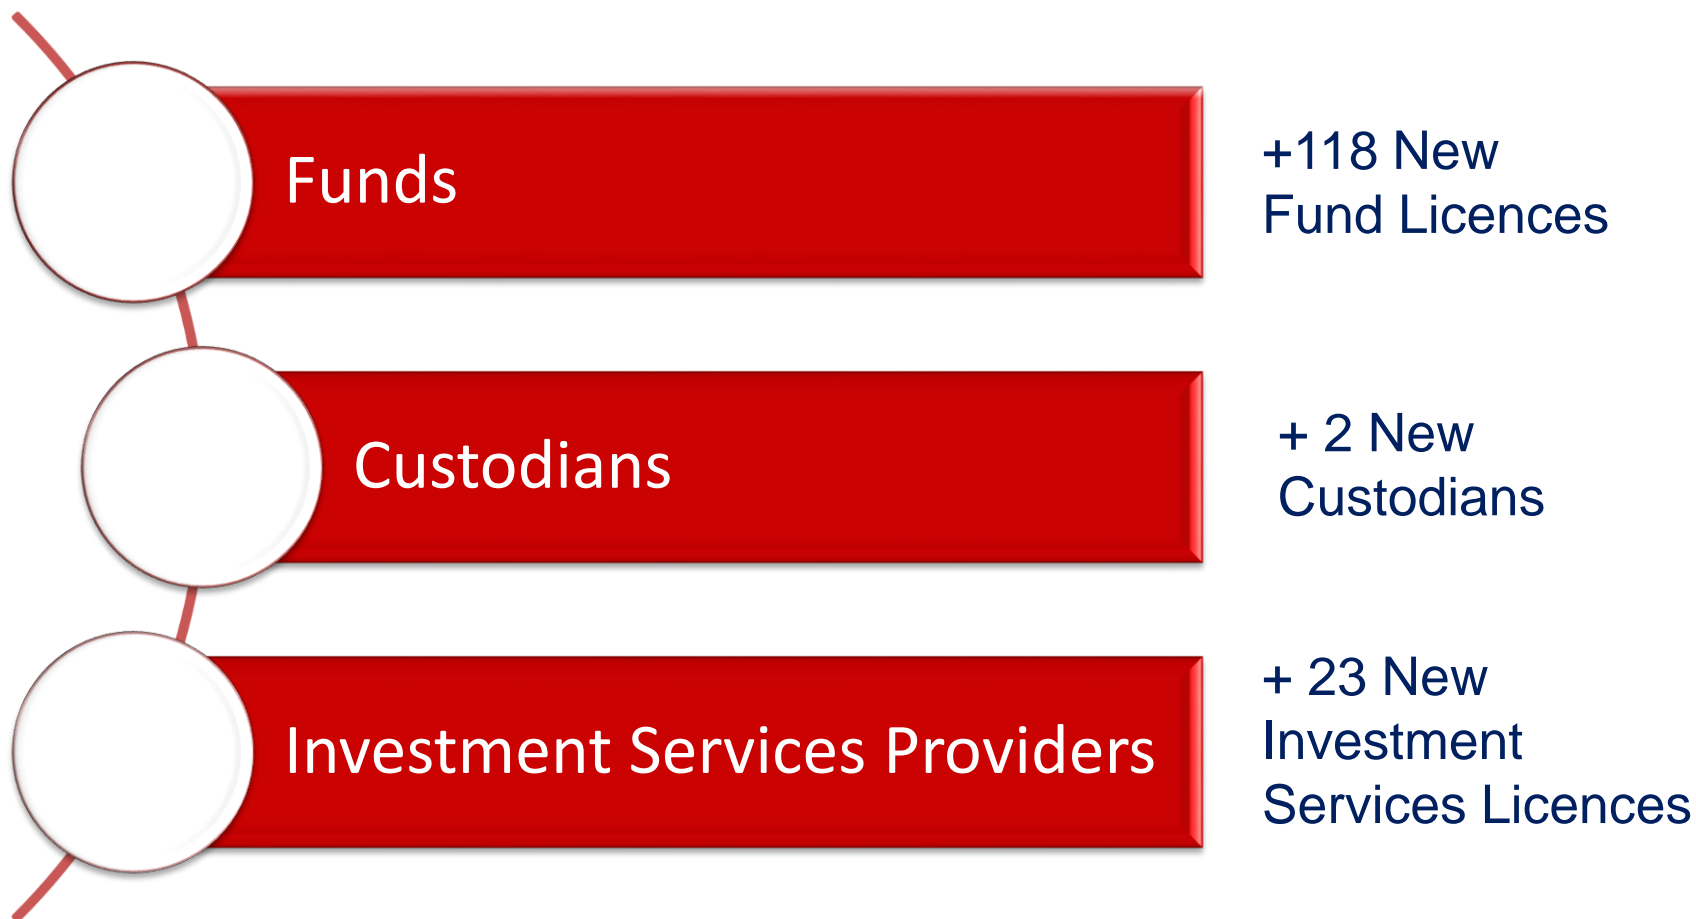 Funds
+118 New
Fund Licences
Custodians
+ 2 New
Custodians
Investment Services Providers
+ 23 New
Investment
Services Licences